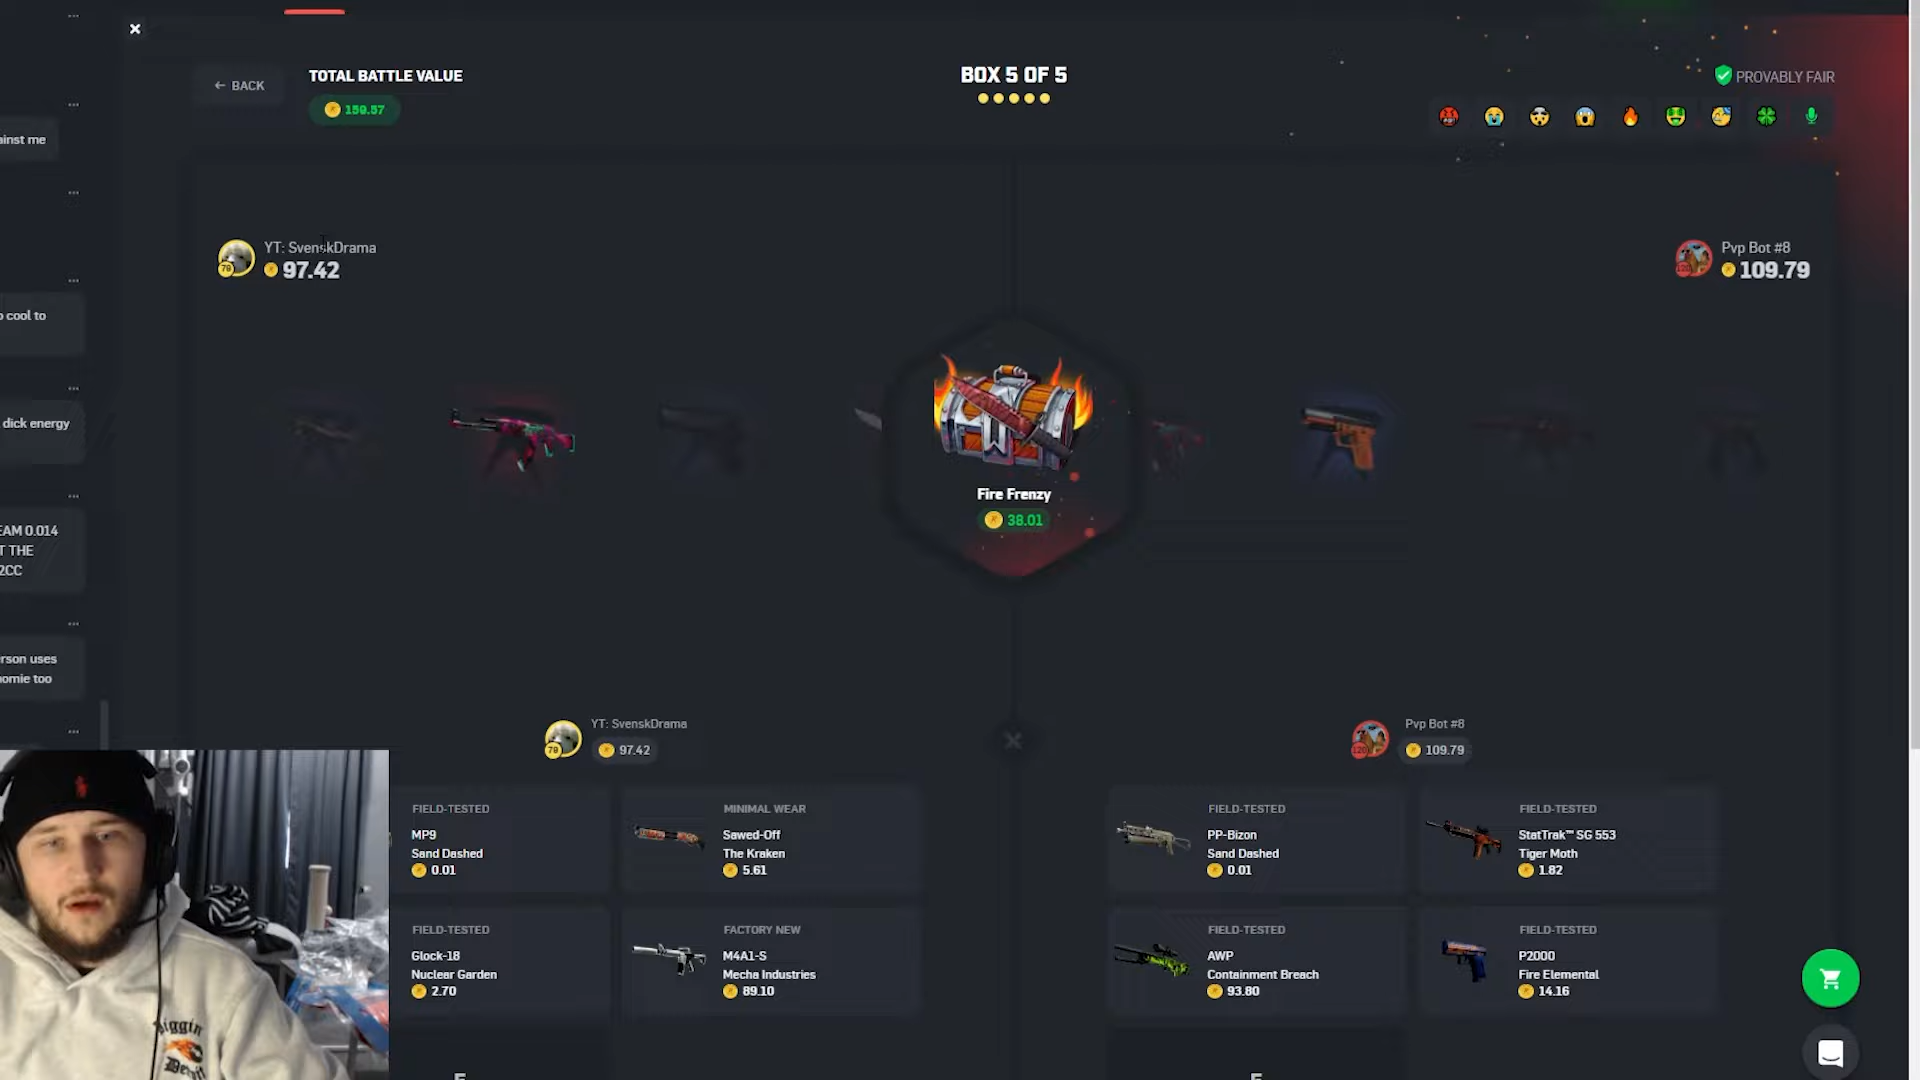 ainst me
o cool to
dick energy
EAM 0.014
T THE
2CC
rson uses
omie too
← BACK
TOTAL BATTLE VALUE
159.57
BOX 5 OF 5
PROVABLY FAIR
YT: SvenskDrama
97.42
Pvp Bot #8
109.79
Fire Frenzy
38.01
YT: SvenskDrama
79
97.42
Pvp Bot #8
120
109.79
FIELD-TESTED
MP9
Sand Dashed
0.01
MINIMAL WEAR
Sawed-Off
The Kraken
5.61
FIELD-TESTED
PP-Bizon
Sand Dashed
0.01
FIELD-TESTED
StatTrak™ SG 553
Tiger Moth
1.82
FIELD-TESTED
Glock-18
Nuclear Garden
2.70
FACTORY NEW
M4A1-S
Mecha Industries
89.10
FIELD-TESTED
AWP
Containment Breach
93.80
FIELD-TESTED
P2000
Fire Elemental
14.16